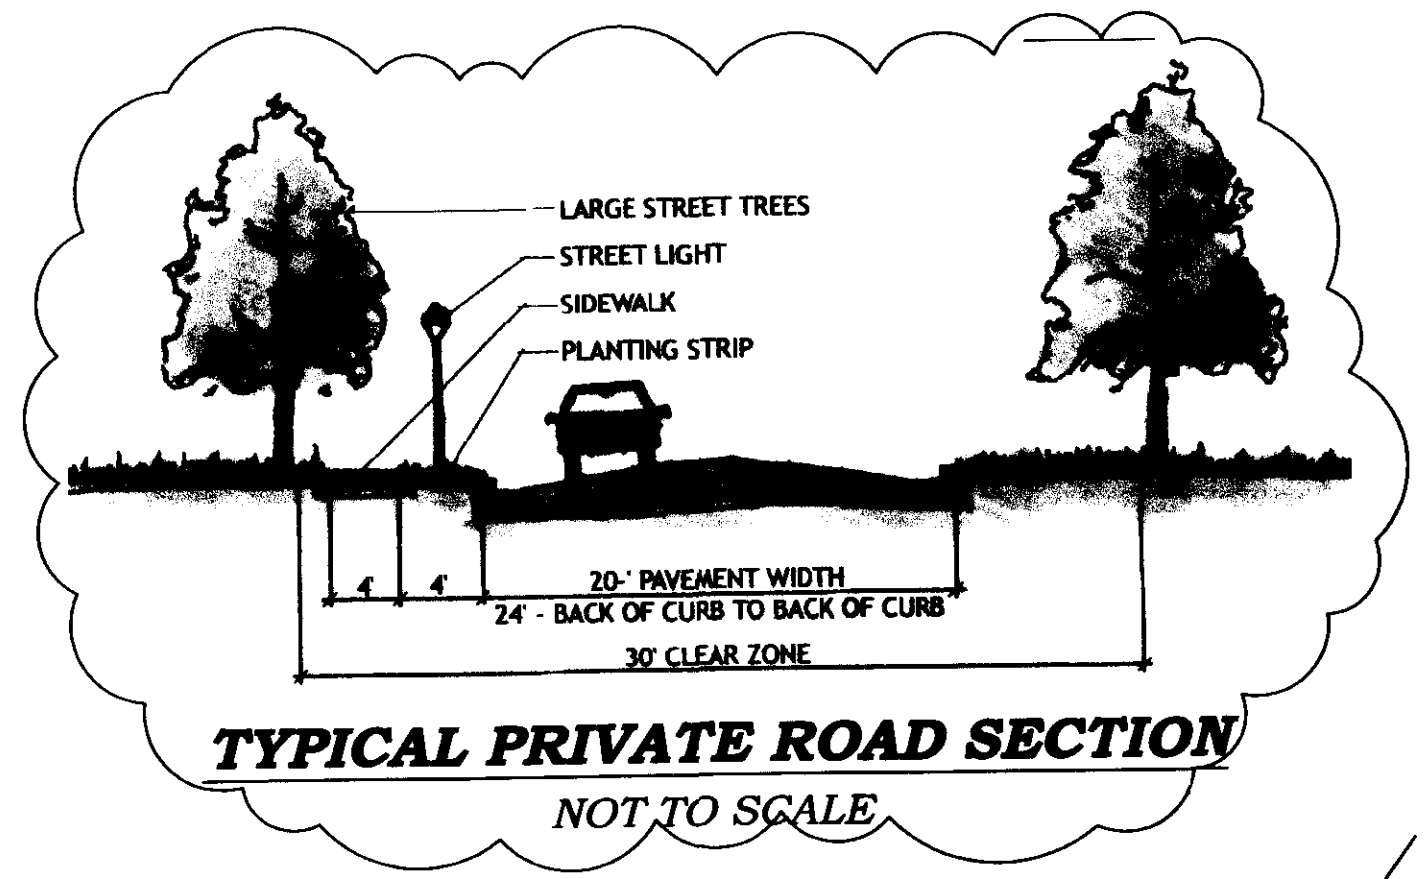 LARGE STREET TREES
STREET LIGHT
SIDEWALK
PLANTING STRIP
4' 4' 20-' PAVEMENT WIDTH
24' - BACK OF CURB TO BACK OF CURB
30' CLEAR ZONE
TYPICAL PRIVATE ROAD SECTION
NOT TO SCALE